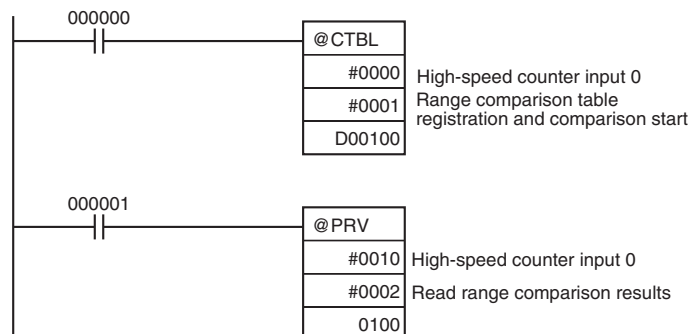 000000
@CTBL
#0000 High-speed counter input 0
#0001 Range comparison table
registration and comparison start
D00100
000001
@PRV
#0010 High-speed counter input 0
#0002 Read range comparison results
0100